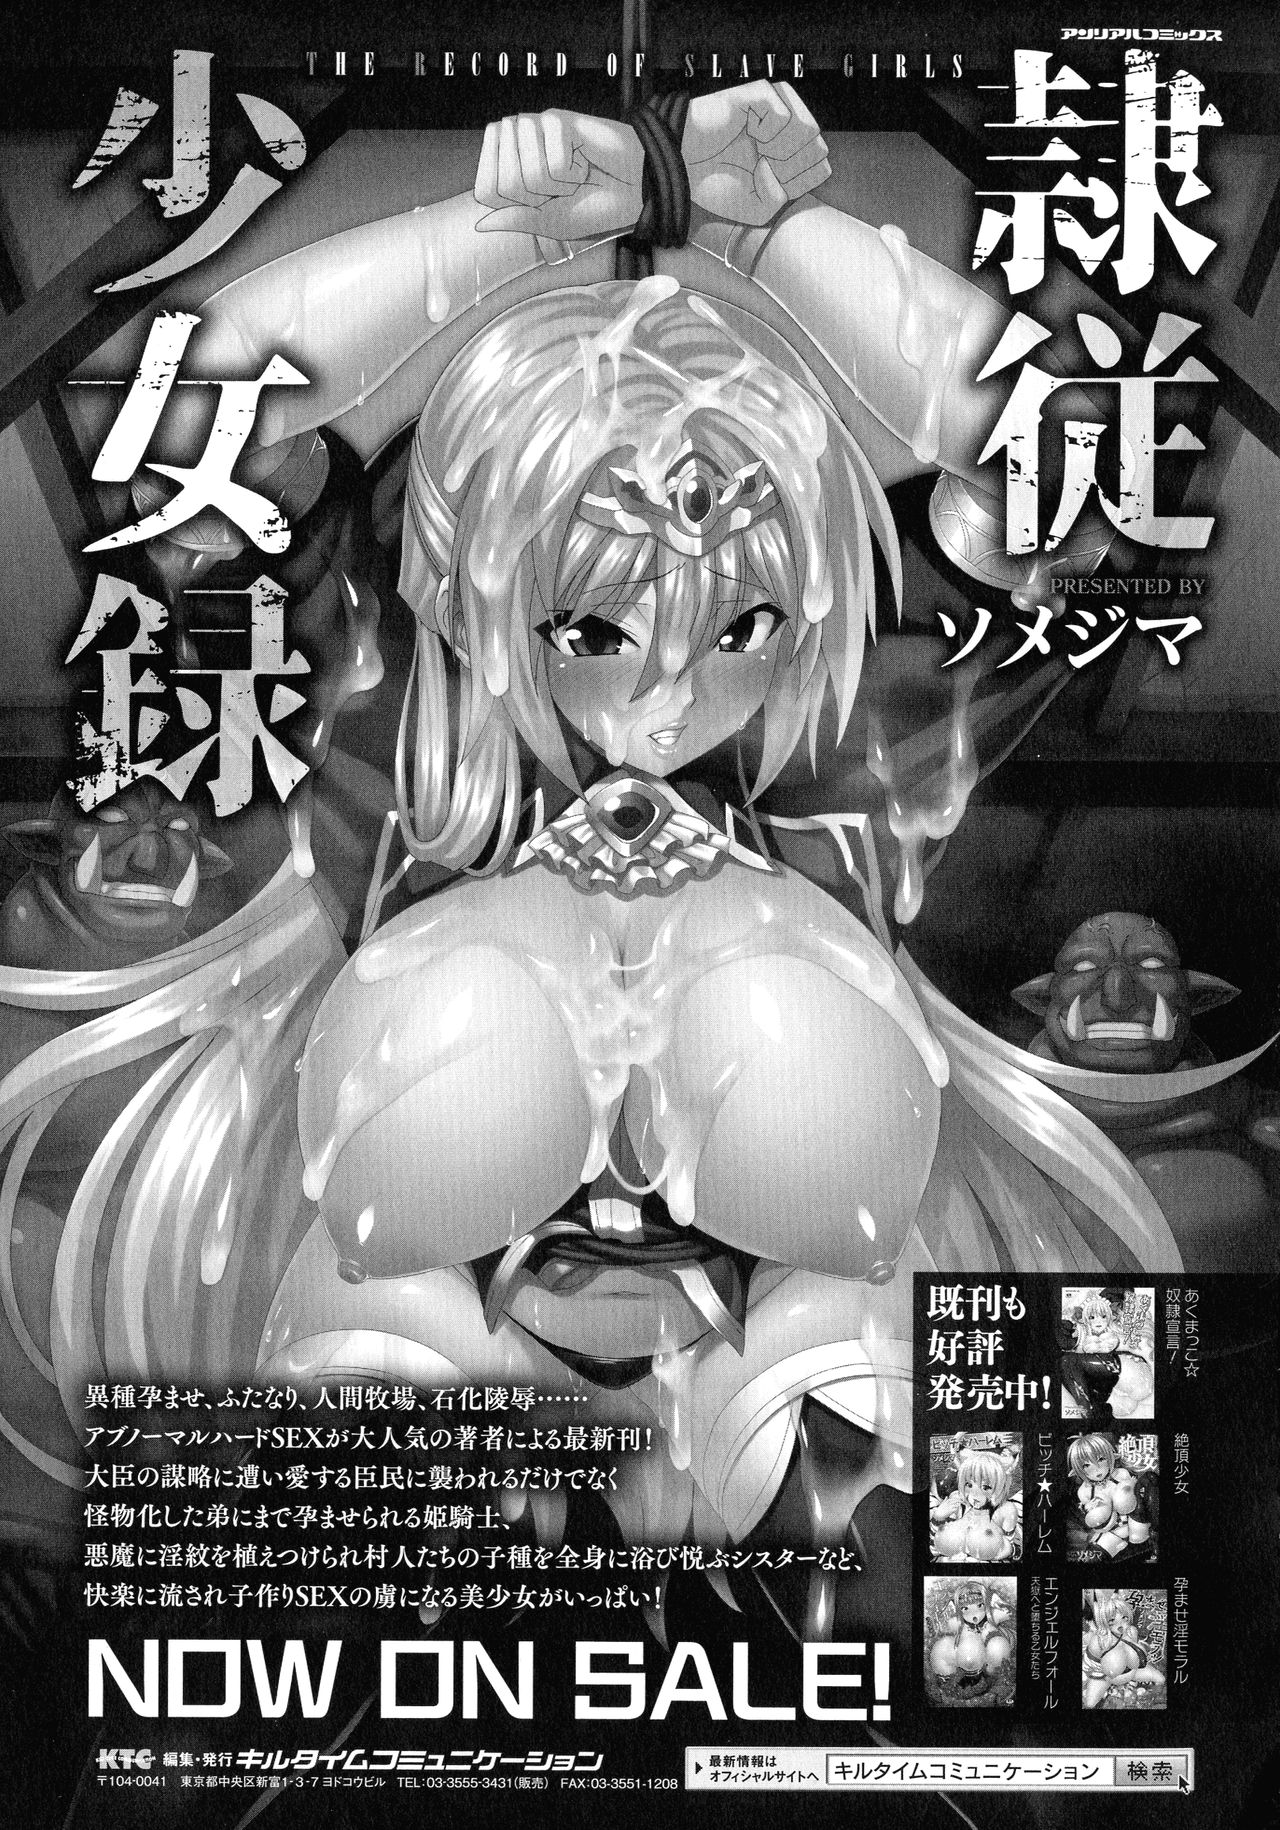 アンリアルコミックス
THE RECORD OF SLAVE GIRLS
隷従
少女録
PRESENTED BY
ソメジマ
既刊も
好評
発売中!
あくまっこ☆
奴隷宣言!
絶頂少女
ビッチ★ハーレム
孕ませ淫モラル
エンジェルフォール
天獄へと堕ちる乙女たち
異種孕ませ、ふたなり、人間牧場、石化陵辱……
アブノーマルハードSEXが大人気の著者による最新刊!
大臣の謀略に遭い愛する臣民に襲われるだけでなく
怪物化した弟にまで孕ませられる姫騎士、
悪魔に淫紋を植えつけられ村人たちの子種を全身に浴び悦ぶシスターなど、
快楽に流され子作りSEXの虜になる美少女がいっぱい!
NOW ON SALE!
KTC 編集・発行 キルタイムコミュニケーション
〒104-0041 東京都中央区新富1-3-7 ヨドコウビル TEL:03-3555-3431(販売) FAX:03-3551-1208
最新情報は
オフィシャルサイトへ
キルタイムコミュニケーション 検索